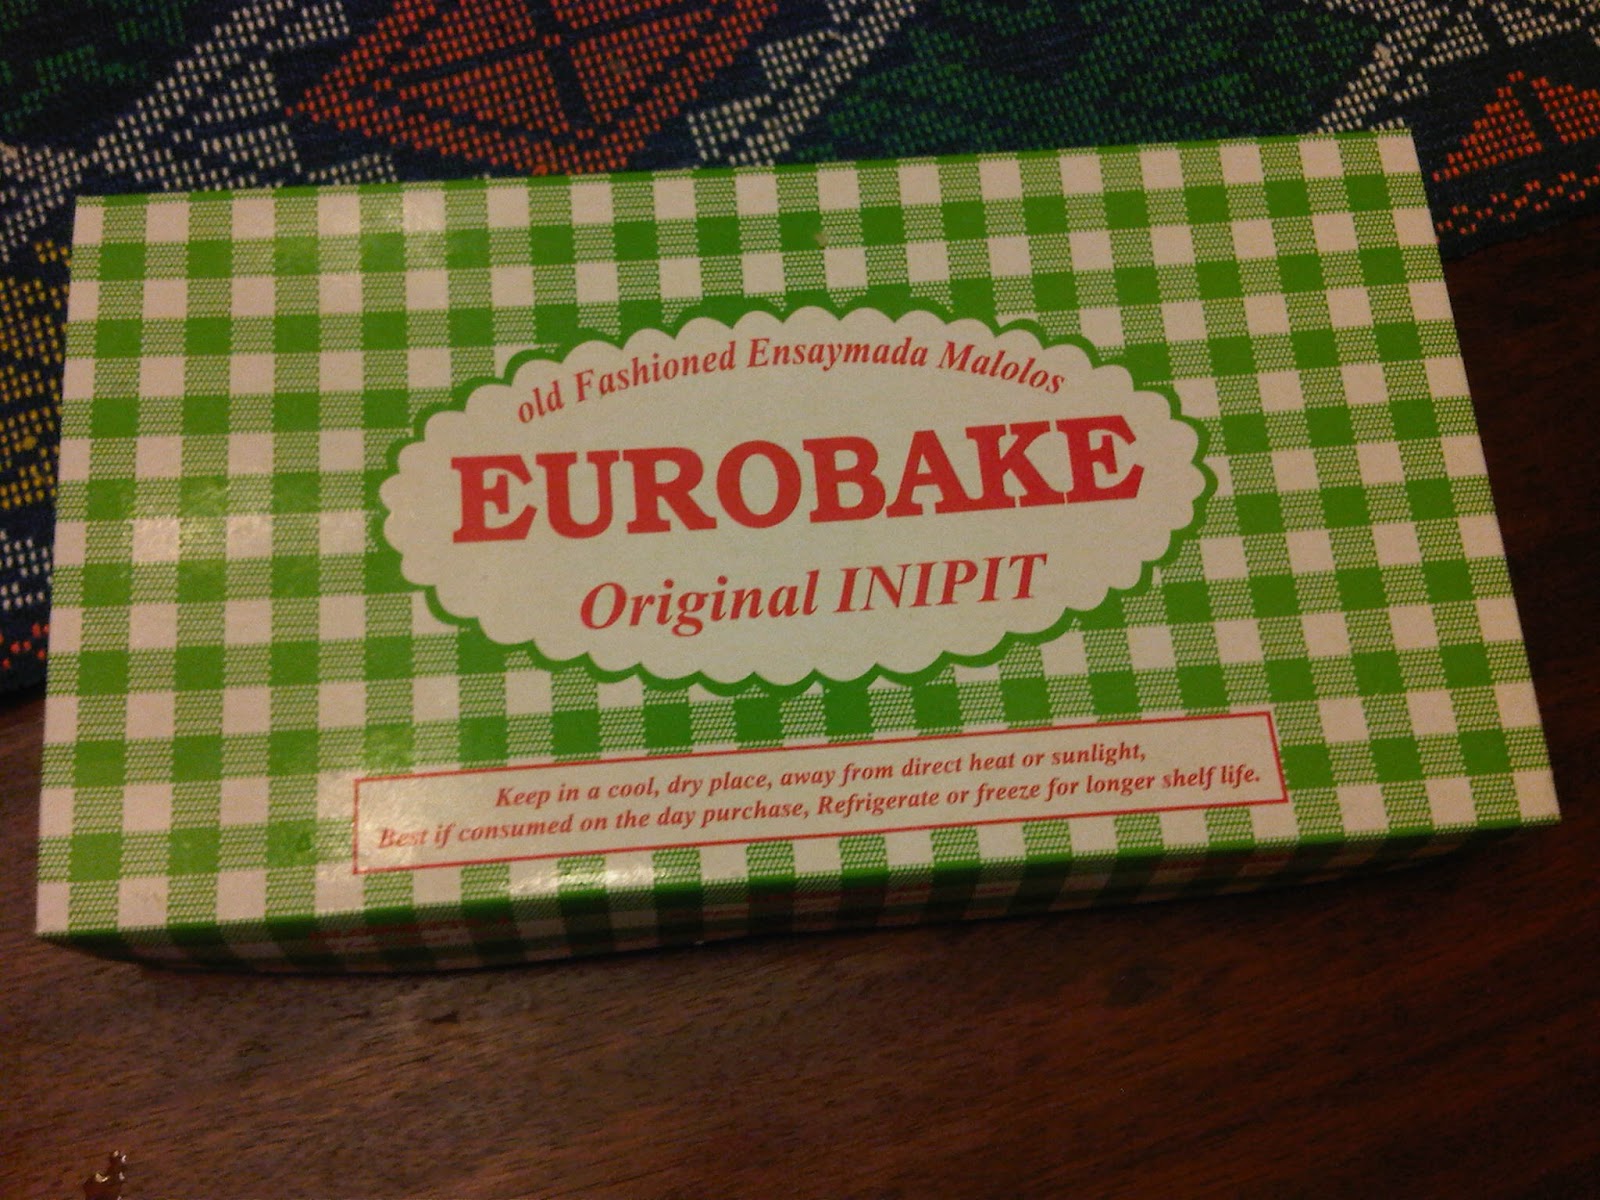 old Fashioned Ensaymada Malolos
EUROBAKE
Original INIPIT
Keep in a cool, dry place, away from direct heat or sunlight,
Best if consumed on the day purchase, Refrigerate or freeze for longer shelf life.